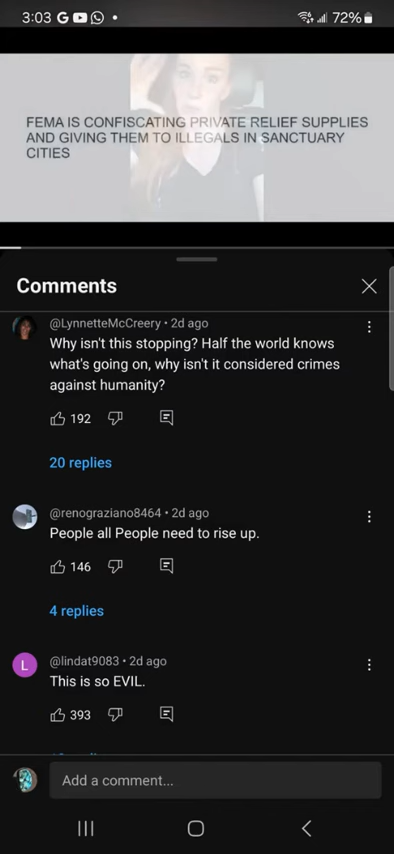 3:03
72%
FEMA IS CONFISCATING PRIVATE RELIEF SUPPLIES
AND GIVING THEM TO ILLEGALS IN SANCTUARY
CITIES
Comments
@LynnetteMcCreery • 2d ago
Why isn't this stopping? Half the world knows
what's going on, why isn't it considered crimes
against humanity?
192
20 replies
@renograziano8464 • 2d ago
People all People need to rise up.
146
4 replies
L
@lindat9083 • 2d ago
This is so EVIL.
393
Add a comment...